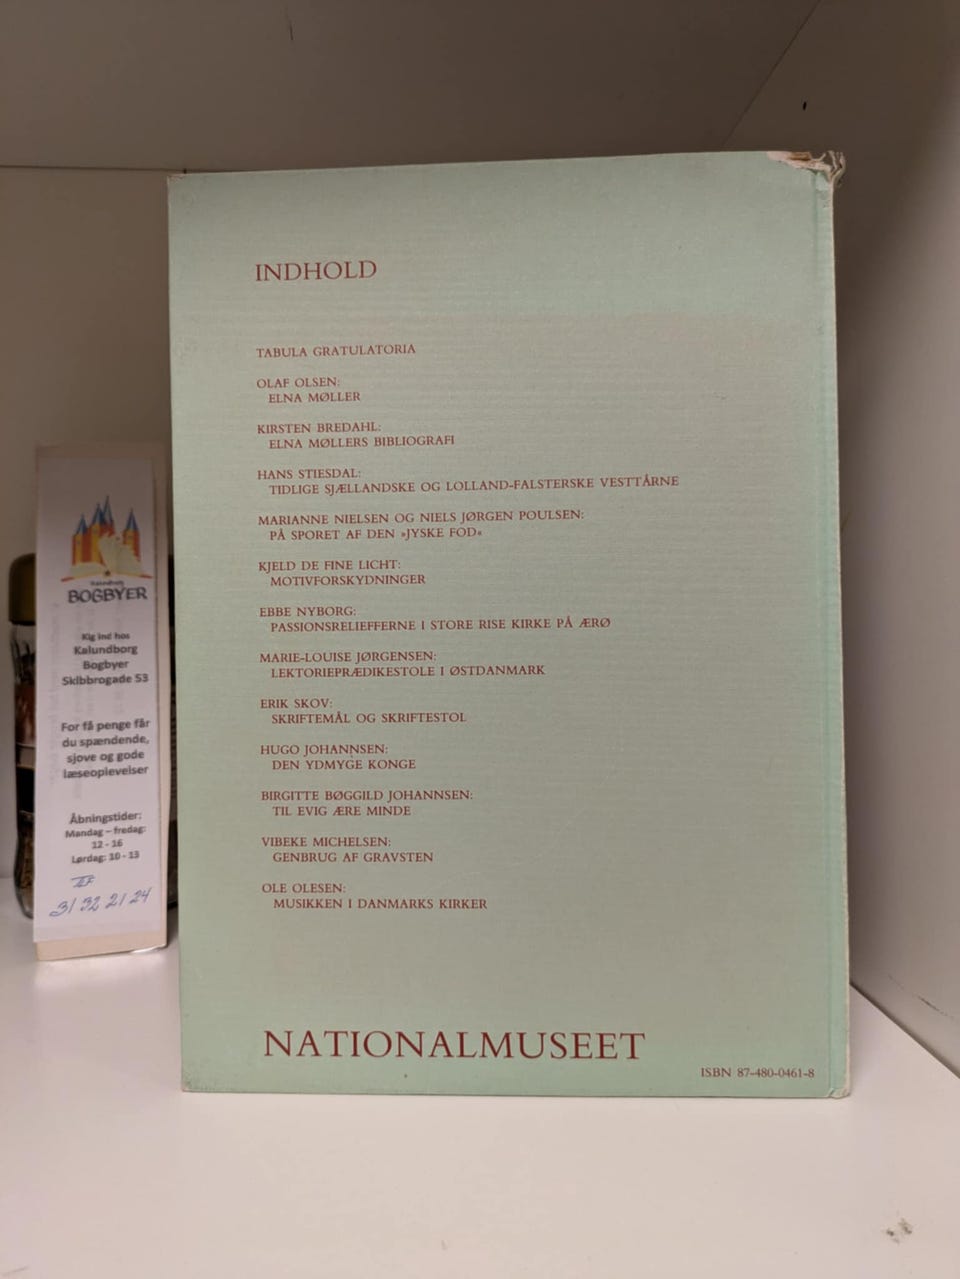 INDHOLD
TABULA GRATULATORIA
OLAF OLSEN:
ELNA MØLLER
KIRSTEN BREDAHL:
ELNA MØLLERS BIBLIOGRAFI
HANS STIESDAL:
TIDLIGE SJÆLLANDSKE OG LOLLAND-FALSTERSKE VESTTÅRNE
MARIANNE NIELSEN OG NIELS JØRGEN POULSEN:
PÅ SPORET AF DEN »JYSKE FOD«
KJELD DE FINE LICHT:
MOTIVFORSKYDNINGER
EBBE NYBORG:
PASSIONSRELIEFFERNE I STORE RISE KIRKE PÅ ÆRØ
MARIE-LOUISE JØRGENSEN:
LEKTORIEPRÆDIKESTOLE I ØSTDANMARK
ERIK SKOV:
SKRIFTEMÅL OG SKRIFTESTOL
HUGO JOHANNSEN:
DEN YDMYGE KONGE
BIRGITTE BØGGILD JOHANNSEN:
TIL EVIG ÆRE MINDE
VIBEKE MICHELSEN:
GENBRUG AF GRAVSTEN
OLE OLESEN:
MUSIKKEN I DANMARKS KIRKER
NATIONALMUSEET
ISBN 87-480-0461-8
BOGBYER
Kig ind hos
Kalundborg
Bogbyer
Skibbrogade 53
For få penge får
du spændende,
sjove og gode
læseoplevelser
Åbningstider:
Mandag – fredag:
12 - 16
Lørdag: 10 - 13
31 32 21 24